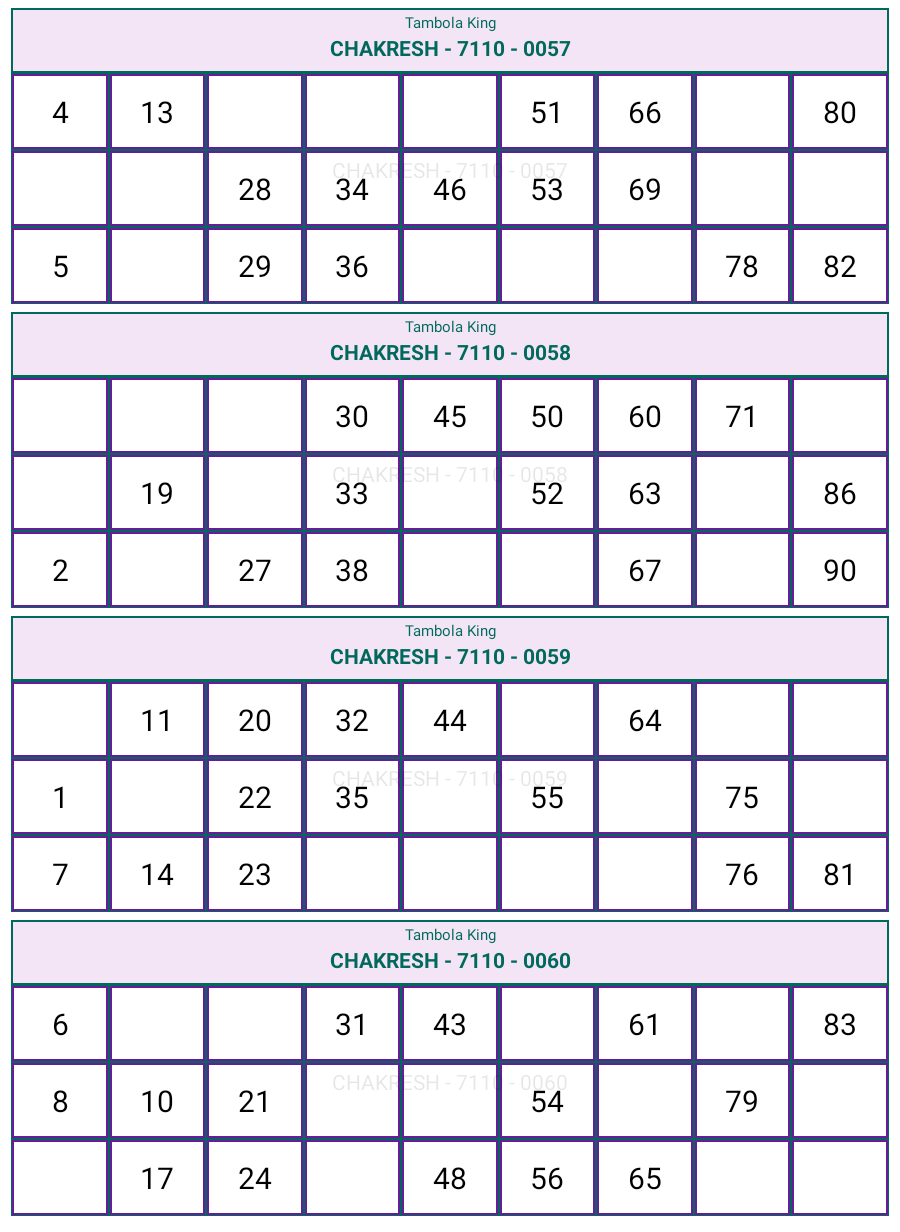 Tambola King
CHAKRESH - 7110 - 0057
4 13 51 66 80
CHAKRESH - 7110 - 0057
28 34 46 53 69
5 29 36 78 82
Tambola King
CHAKRESH - 7110 - 0058
30 45 50 60 71
CHAKRESH - 7110 - 0058
19 33 52 63 86
2 27 38 67 90
Tambola King
CHAKRESH - 7110 - 0059
11 20 32 44 64
CHAKRESH - 7110 - 0059
1 22 35 55 75
7 14 23 76 81
Tambola King
CHAKRESH - 7110 - 0060
6 31 43 61 83
CHAKRESH - 7110 - 0060
8 10 21 54 79
17 24 48 56 65